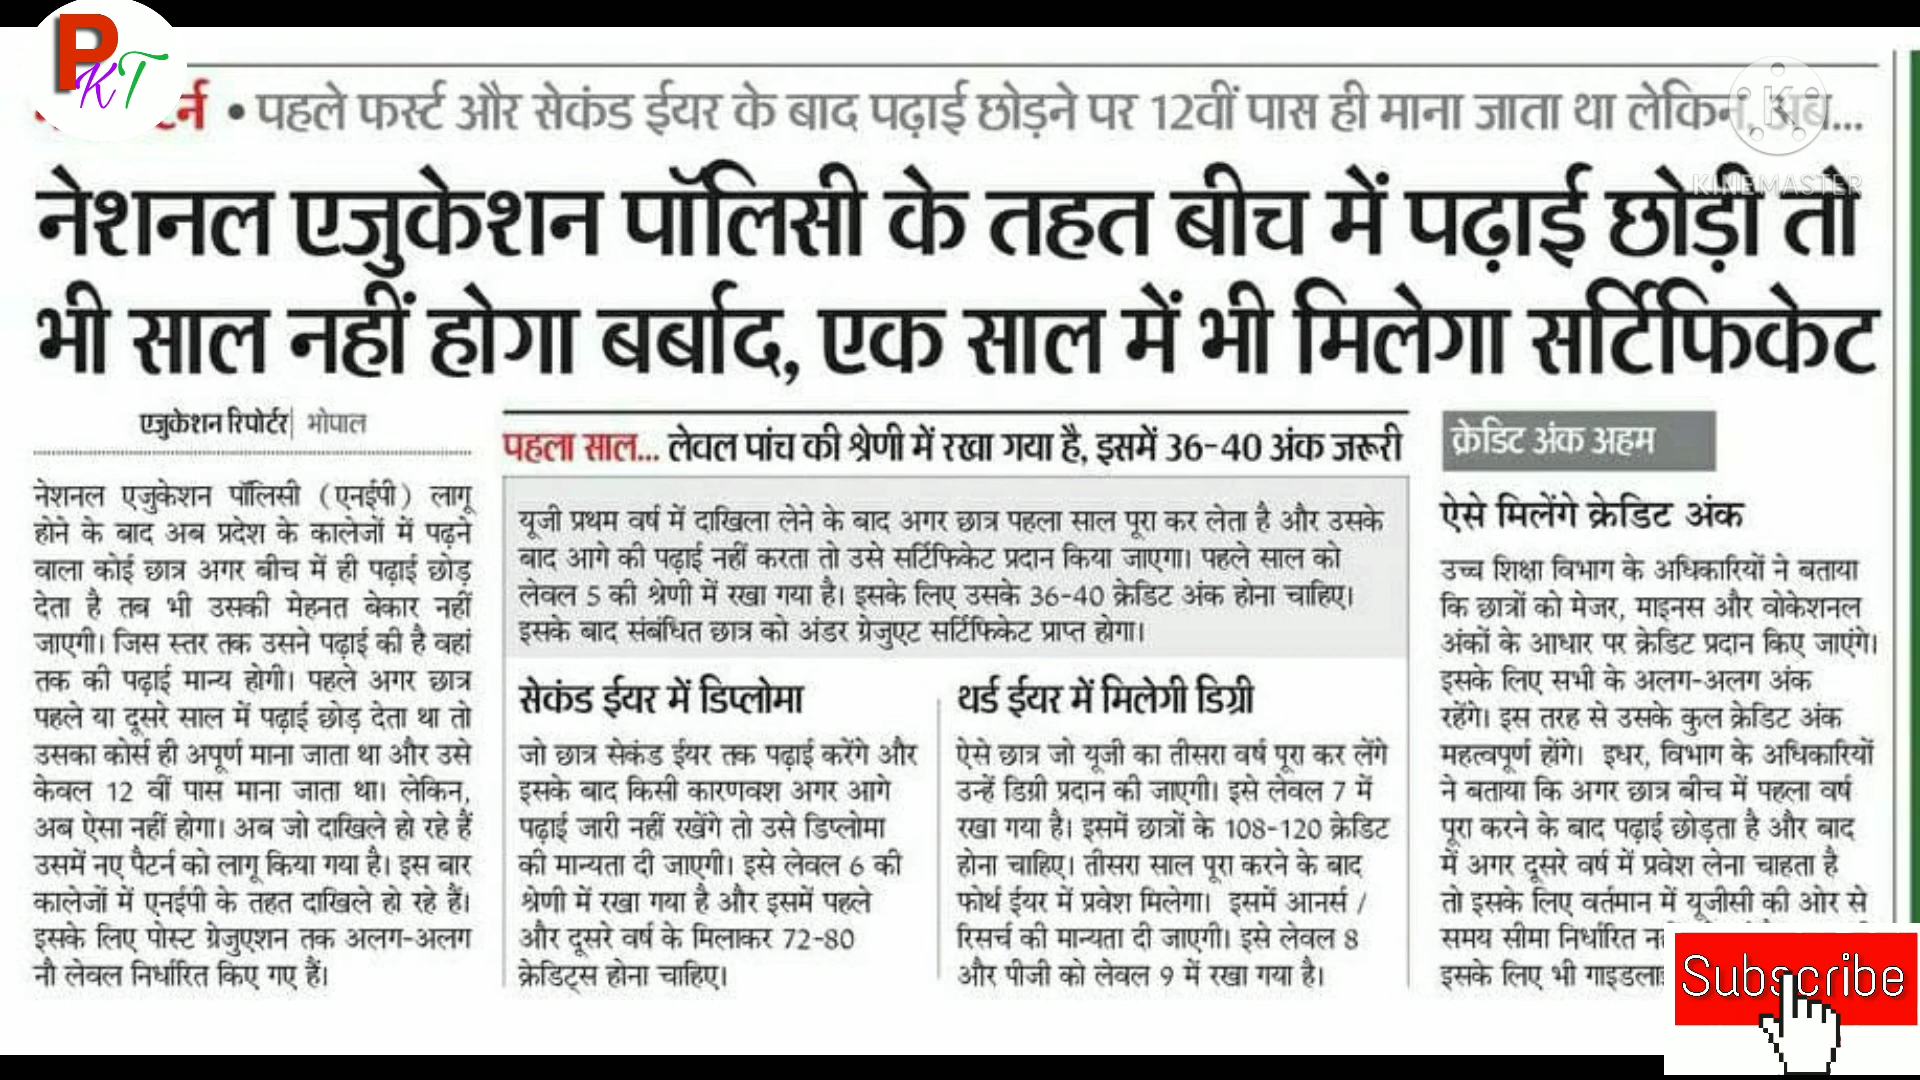 PKT
• पहले फर्स्ट और सेकंड ईयर के बाद पढ़ाई छोड़ने पर 12वीं पास ही माना जाता था लेकिन, अब...
KINEMASTER
नेशनल एजुकेशन पॉलिसी के तहत बीच में पढ़ाई छोड़ी तो
भी साल नहीं होगा बर्बाद, एक साल में भी मिलेगा सर्टिफिकेट
एजुकेशन रिपोर्टर| भोपाल
नेशनल एजुकेशन पॉलिसी (एनईपी) लागू
होने के बाद अब प्रदेश के कालेजों में पढ़ने
वाला कोई छात्र अगर बीच में ही पढ़ाई छोड़
देता है तब भी उसकी मेहनत बेकार नहीं
जाएगी। जिस स्तर तक उसने पढ़ाई की है वहां
तक की पढ़ाई मान्य होगी। पहले अगर छात्र
पहले या दूसरे साल में पढ़ाई छोड़ देता था तो
उसका कोर्स ही अपूर्ण माना जाता था और उसे
केवल 12 वीं पास माना जाता था। लेकिन,
अब ऐसा नहीं होगा। अब जो दाखिले हो रहे हैं
उसमें नए पैटर्न को लागू किया गया है। इस बार
कालेजों में एनईपी के तहत दाखिले हो रहे हैं।
इसके लिए पोस्ट ग्रेजुएशन तक अलग-अलग
नौ लेवल निर्धारित किए गए हैं।
पहला साल... लेवल पांच की श्रेणी में रखा गया है, इसमें 36-40 अंक जरूरी
यूजी प्रथम वर्ष में दाखिला लेने के बाद अगर छात्र पहला साल पूरा कर लेता है और उसके
बाद आगे की पढ़ाई नहीं करता तो उसे सर्टिफिकेट प्रदान किया जाएगा। पहले साल को
लेवल 5 की श्रेणी में रखा गया है। इसके लिए उसके 36-40 क्रेडिट अंक होना चाहिए।
इसके बाद संबंधित छात्र को अंडर ग्रेजुएट सर्टिफिकेट प्राप्त होगा।
सेकंड ईयर में डिप्लोमा
जो छात्र सेकंड ईयर तक पढ़ाई करेंगे और
इसके बाद किसी कारणवश अगर आगे
पढ़ाई जारी नहीं रखेंगे तो उसे डिप्लोमा
की मान्यता दी जाएगी। इसे लेवल 6 की
श्रेणी में रखा गया है और इसमें पहले
और दूसरे वर्ष के मिलाकर 72-80
क्रेडिट्स होना चाहिए।
थर्ड ईयर में मिलेगी डिग्री
ऐसे छात्र जो यूजी का तीसरा वर्ष पूरा कर लेंगे
उन्हें डिग्री प्रदान की जाएगी। इसे लेवल 7 में
रखा गया है। इसमें छात्रों के 108-120 क्रेडिट
होना चाहिए। तीसरा साल पूरा करने के बाद
फोर्थ ईयर में प्रवेश मिलेगा। इसमें आनर्स /
रिसर्च की मान्यता दी जाएगी। इसे लेवल 8
और पीजी को लेवल 9 में रखा गया है।
क्रेडिट अंक अहम
ऐसे मिलेंगे क्रेडिट अंक
उच्च शिक्षा विभाग के अधिकारियों ने बताया
कि छात्रों को मेजर, माइनस और वोकेशनल
अंकों के आधार पर क्रेडिट प्रदान किए जाएंगे।
इसके लिए सभी के अलग-अलग अंक
रहेंगे। इस तरह से उसके कुल क्रेडिट अंक
महत्वपूर्ण होंगे। इधर, विभाग के अधिकारियों
ने बताया कि अगर छात्र बीच में पहला वर्ष
पूरा करने के बाद पढ़ाई छोड़ता है और बाद
में अगर दूसरे वर्ष में प्रवेश लेना चाहता है
तो इसके लिए वर्तमान में यूजीसी की ओर से
समय सीमा निर्धारित
इसके लिए भी
Subscribe